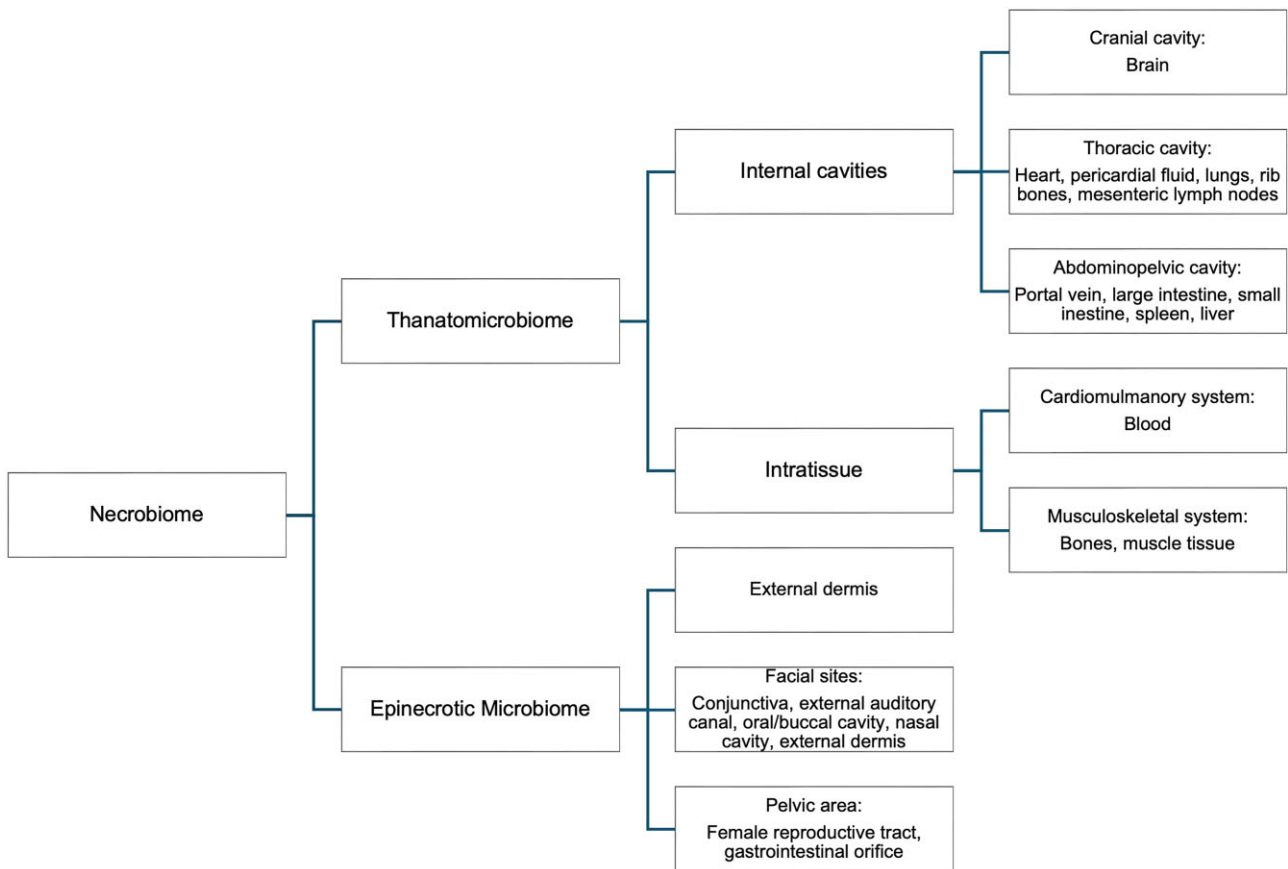 Necrobiome
Thanatomicrobiome
Internal cavities
Cranial cavity:
Brain
Thoracic cavity:
Heart, pericardial fluid, lungs, rib
bones, mesenteric lymph nodes
Abdominopelvic cavity:
Portal vein, large intestine, small
inestine, spleen, liver
Intratissue
Cardiomulmanory system:
Blood
Musculoskeletal system:
Bones, muscle tissue
Epinecrotic Microbiome
External dermis
Facial sites:
Conjunctiva, external auditory
canal, oral/buccal cavity, nasal
cavity, external dermis
Pelvic area:
Female reproductive tract,
gastrointestinal orifice